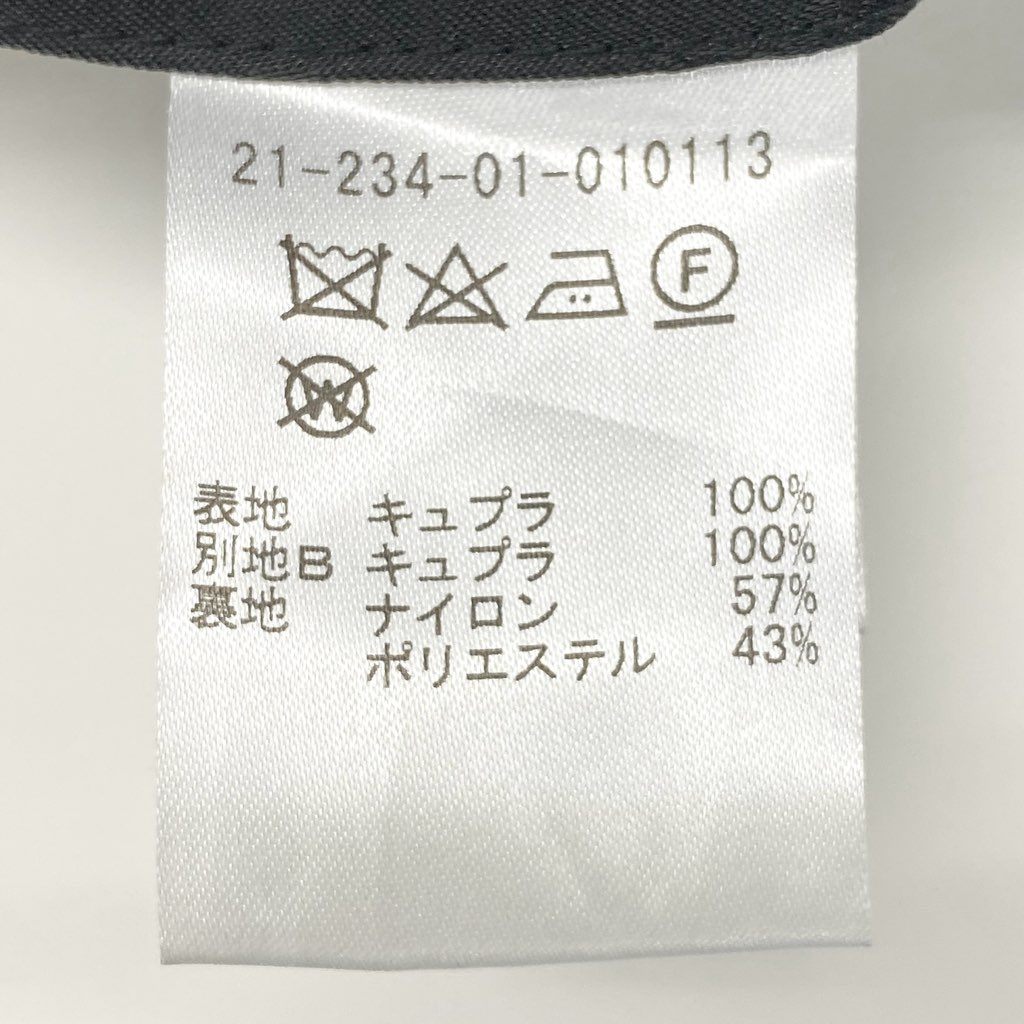 21-234-01-010113
F
W
表地 キュプラ 100%
別地B キュプラ 100%
裏地 ナイロン 57%
ポリエステル 43%